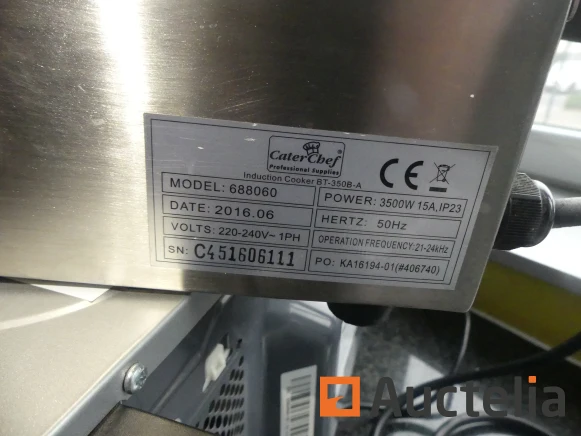 CaterChef
Professional Supplies
Induction Cooker BT-350B-A
CE
MODEL: 688060
POWER: 3500W 15A, IP23
DATE: 2016.06
HERTZ: 50Hz
VOLTS: 220-240V~ 1PH
OPERATION FREQUENCY: 21-24kHz
SN: C451606111
PO: KA16194-01(#406740)
Auctelia